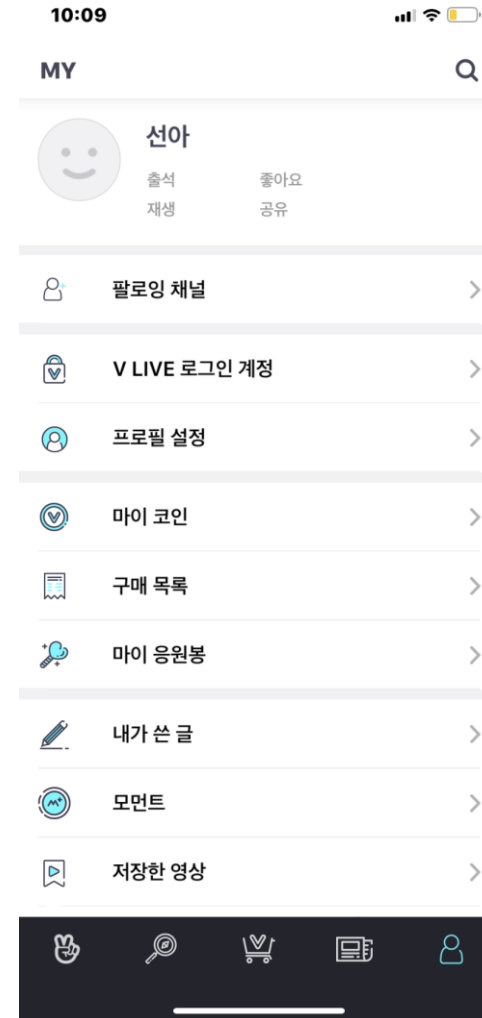 10:09
MY
선아
출석 좋아요
재생 공유
팔로잉 채널
V LIVE 로그인 계정
프로필 설정
마이 코인
구매 목록
마이 응원봉
내가 쓴 글
모먼트
저장한 영상